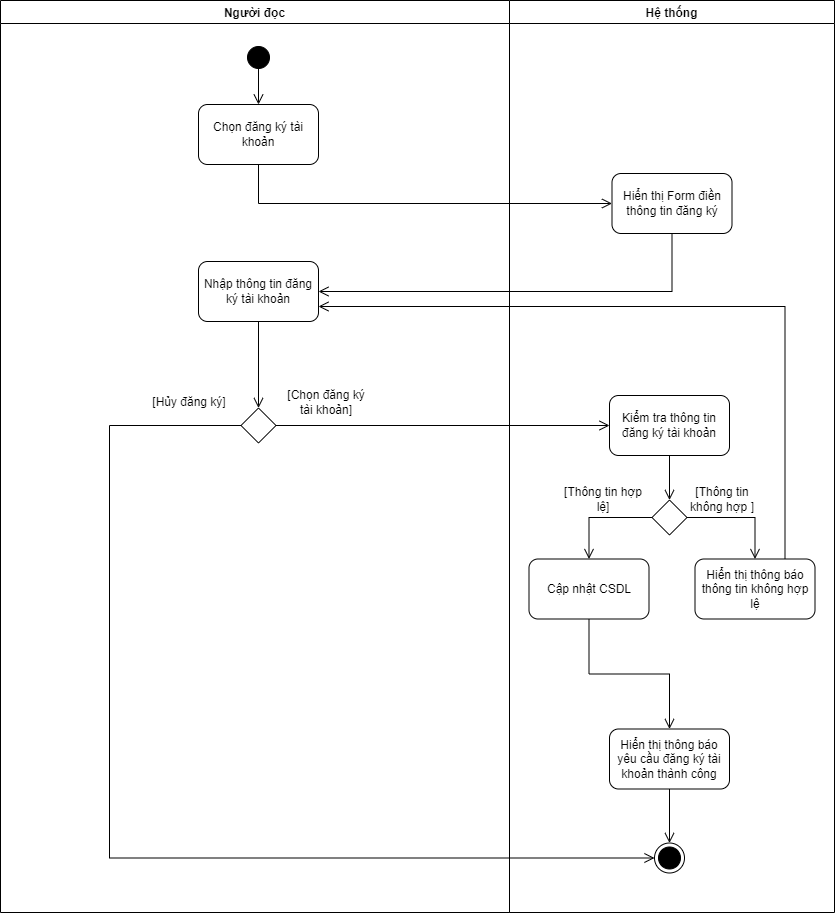 Người đọc
Hệ thống
Chọn đăng ký tài
khoản
Hiển thị Form điền
thông tin đăng ký
Nhập thông tin đăng
ký tài khoản
[Hủy đăng ký]
[Chọn đăng ký
tài khoản]
Kiểm tra thông tin
đăng ký tài khoản
[Thông tin hợp
lệ]
[Thông tin
không hợp ]
Cập nhật CSDL
Hiển thị thông báo
thông tin không hợp
lệ
Hiển thị thông báo
yêu cầu đăng ký tài
khoản thành công